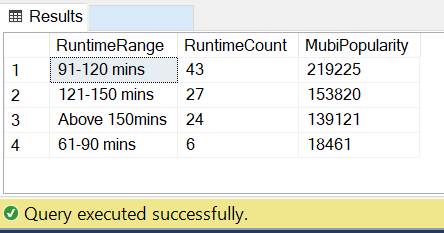 Results
RuntimeRange RuntimeCount MubiPopularity
1 91-120 mins 43 219225
2 121-150 mins 27 153820
3 Above 150mins 24 139121
4 61-90 mins 6 18461
Query executed successfully.